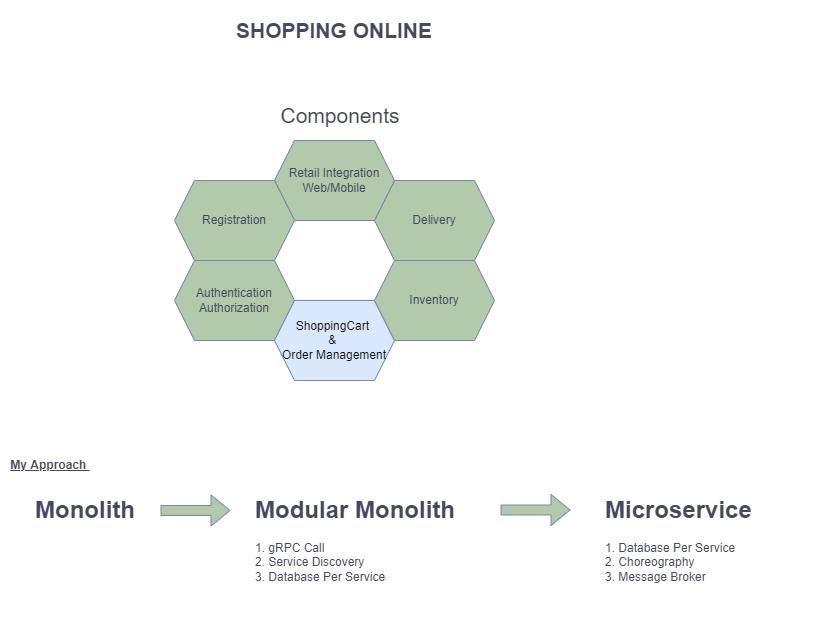 SHOPPING ONLINE
Components
Retail Integration
Web/Mobile
Registration
Delivery
Authentication
Authorization
Inventory
ShoppingCart
&
Order Management
My Approach
Monolith
Modular Monolith
Microservice
1. gRPC Call
2. Service Discovery
3. Database Per Service
1. Database Per Service
2. Choreography
3. Message Broker